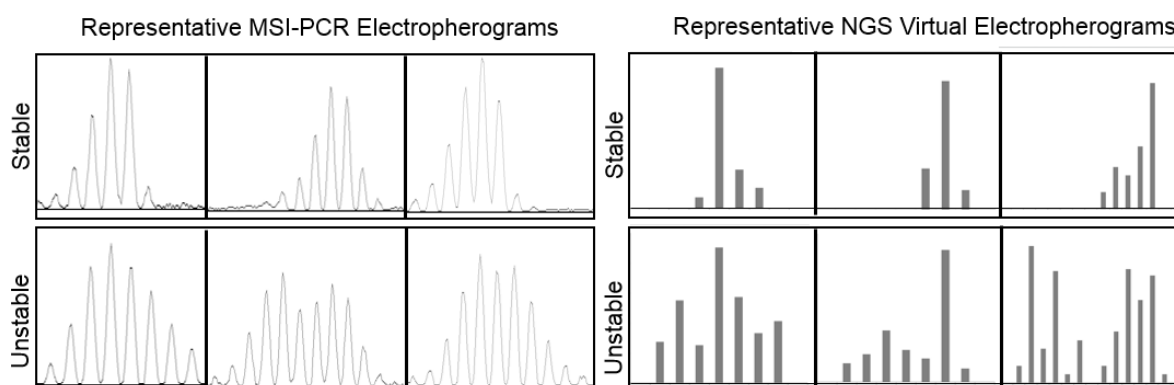 Representative MSI-PCR Electropherograms
Representative NGS Virtual Electropherograms
Stable
Stable
Unstable
Unstable